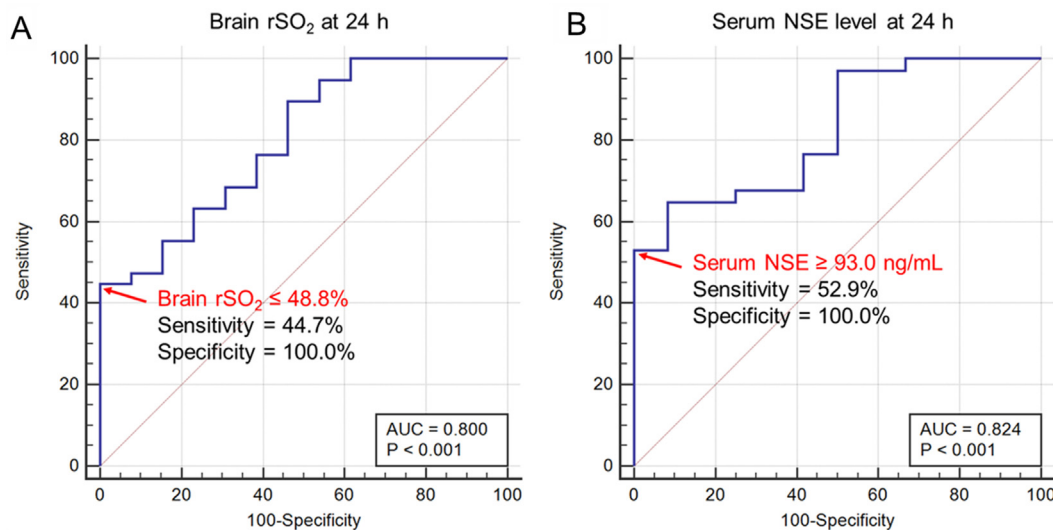 A
Brain rSO₂ at 24 h
100
80
60
40
20
0
Sensitivity
Brain rSO₂ ≤ 48.8%
Sensitivity = 44.7%
Specificity = 100.0%
AUC = 0.800
P < 0.001
0 20 40 60 80 100
100-Specificity
B
Serum NSE level at 24 h
100
80
60
40
20
0
Sensitivity
Serum NSE ≥ 93.0 ng/mL
Sensitivity = 52.9%
Specificity = 100.0%
AUC = 0.824
P < 0.001
0 20 40 60 80 100
100-Specificity